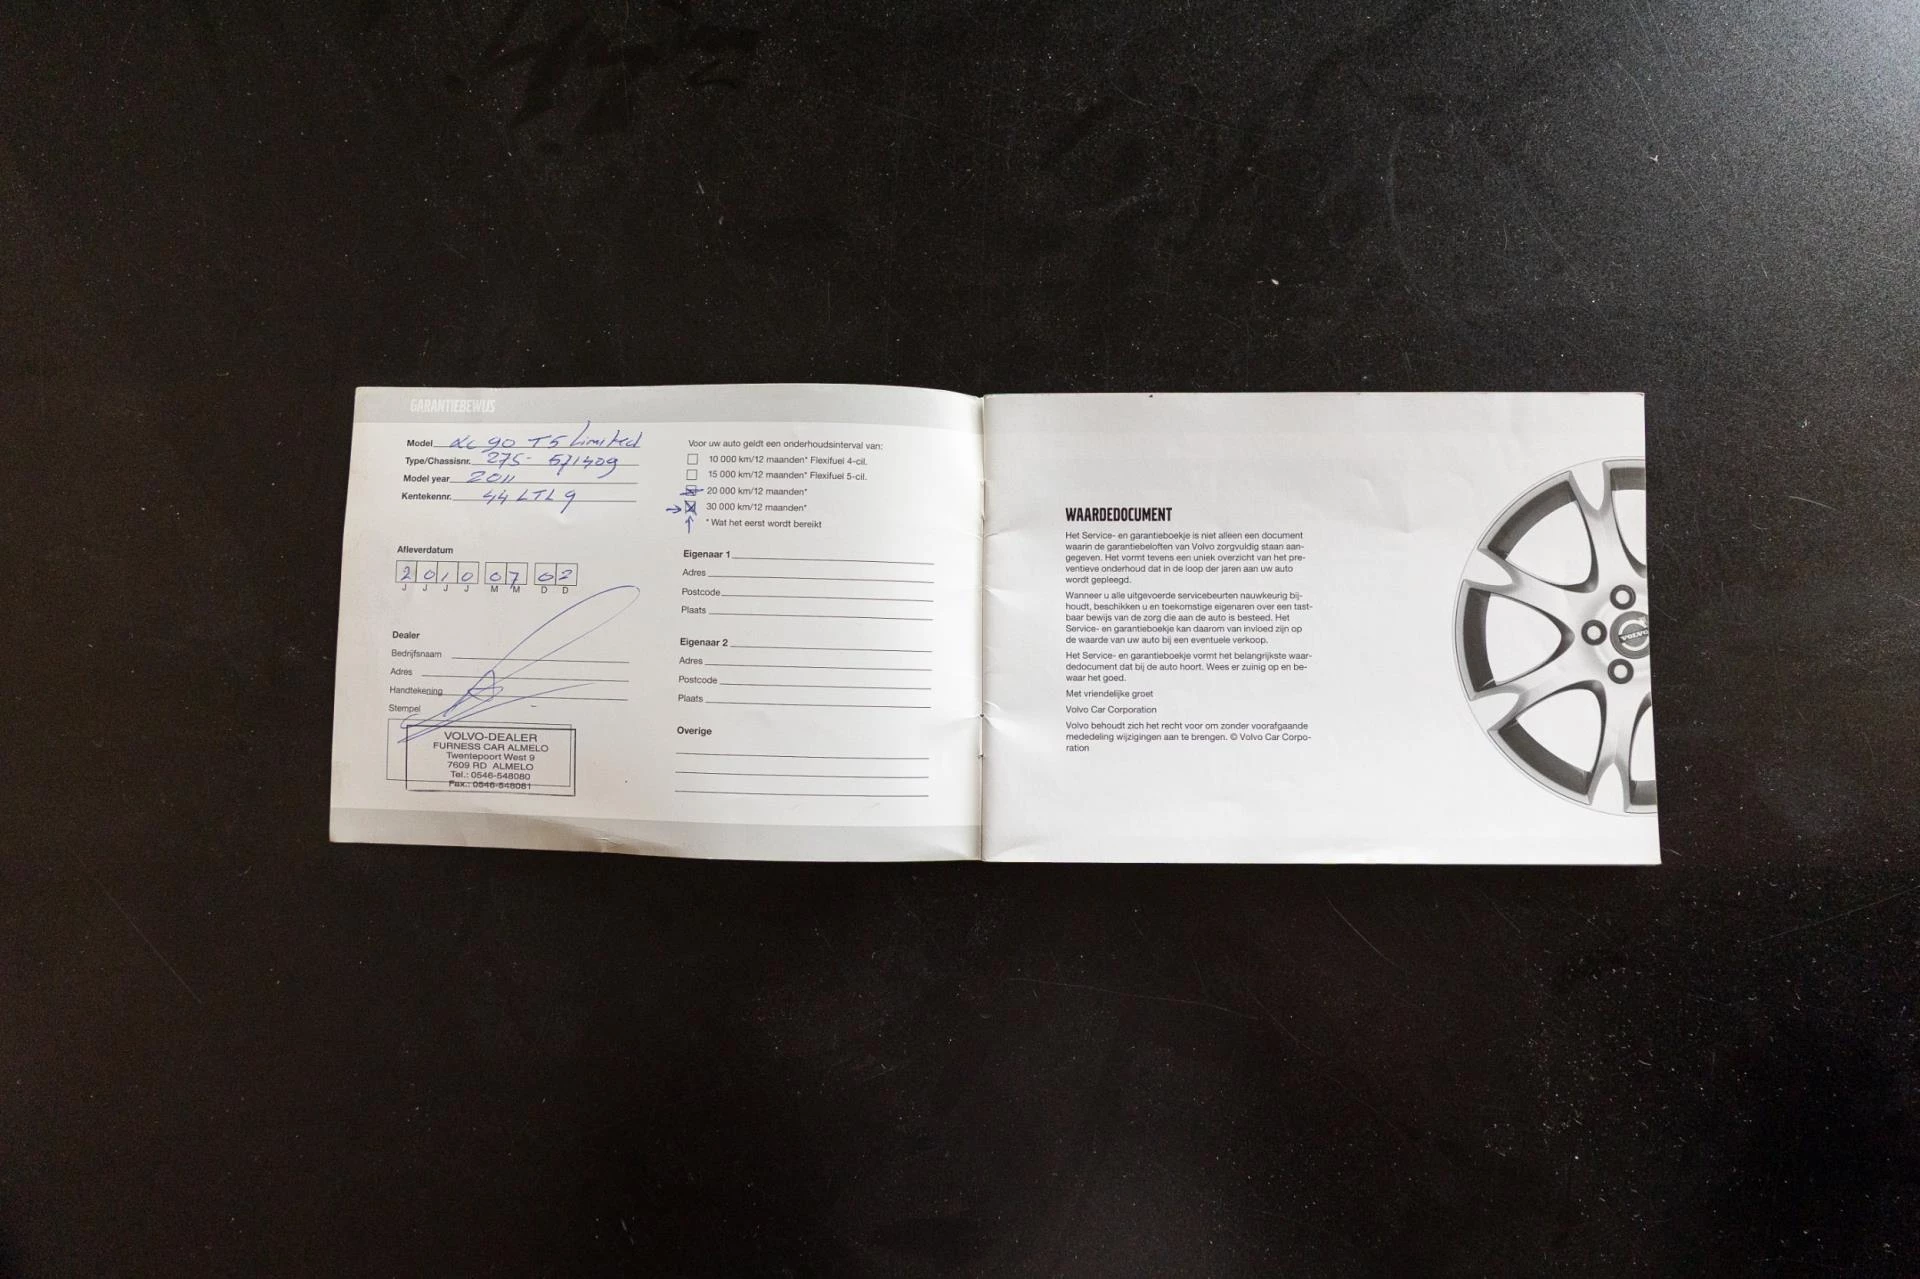 GARANTIEBEWIJS
Model xc 90 T5 Limited
Type/Chassisnr. 275- 571409
Model year 2011
Kentekennr. 44 LTL 9
Afleverdatum
2 0 1 0 0 7 0 2
J J J J M M D D
Dealer
Bedrijfsnaam
Adres
Handtekening
Stempel
VOLVO-DEALER
FURNESS CAR ALMELO
Twentepoort West 9
7609 RD ALMELO
Tel.: 0546-548080
Fax.: 0546-548081
Voor uw auto geldt een onderhoudsinterval van:
10 000 km/12 maanden* Flexifuel 4-cil.
15 000 km/12 maanden* Flexifuel 5-cil.
20 000 km/12 maanden*
30 000 km/12 maanden*
* Wat het eerst wordt bereikt
Eigenaar 1
Adres
Postcode
Plaats
Eigenaar 2
Adres
Postcode
Plaats
Overige
WAARDEDOCUMENT
Het Service- en garantieboekje is niet alleen een document
waarin de garantiebeloften van Volvo zorgvuldig staan aan-
gegeven. Het vormt tevens een uniek overzicht van het pre-
ventieve onderhoud dat in de loop der jaren aan uw auto
wordt gepleegd.
Wanneer u alle uitgevoerde servicebeurten nauwkeurig bij-
houdt, beschikken u en toekomstige eigenaren over een tast-
baar bewijs van de zorg die aan de auto is besteed. Het
Service- en garantieboekje kan daarom van invloed zijn op
de waarde van uw auto bij een eventuele verkoop.
Het Service- en garantieboekje vormt het belangrijkste waar-
dedocument dat bij de auto hoort. Wees er zuinig op en be-
waar het goed.
Met vriendelijke groet
Volvo Car Corporation
Volvo behoudt zich het recht voor om zonder voorafgaande
mededeling wijzigingen aan te brengen. © Volvo Car Corpo-
ration
VOLVO